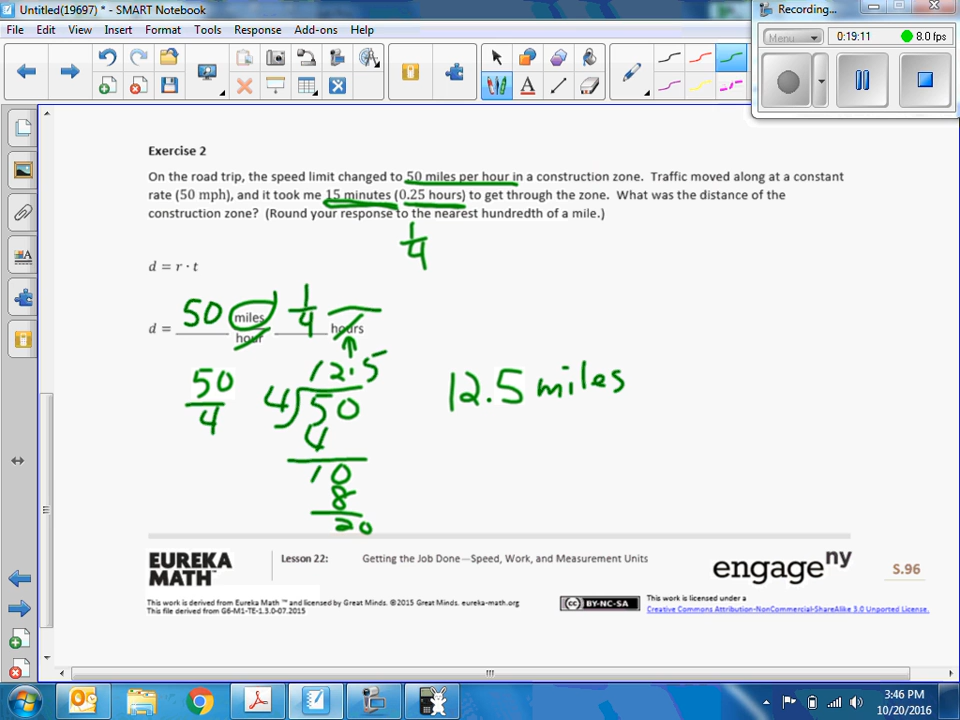 Untitled(19697) * - SMART Notebook
Recording...
File Edit View Insert Format Tools Response Add-ons Help
Menu 0:19:11 8.0 fps
Exercise 2
On the road trip, the speed limit changed to 50 miles per hour in a construction zone. Traffic moved along at a constant
rate (50 mph), and it took me 15 minutes (0.25 hours) to get through the zone. What was the distance of the
construction zone? (Round your response to the nearest hundredth of a mile.)
1/4
d = r · t
d = 50 miles/hour 1/4 hours
50/4
12.5
4)50
4
10
8
20
12.5 miles
EUREKA MATH™
Lesson 22: Getting the Job Done—Speed, Work, and Measurement Units
engage ny
S.96
This work is derived from Eureka Math ™ and licensed by Great Minds. ©2015 Great Minds. eureka-math.org
This file derived from G6-M1-TE-1.3.0-07.2015
CC BY-NC-SA
This work is licensed under a
Creative Commons Attribution-NonCommercial-ShareAlike 3.0 Unported License.
3:46 PM
10/20/2016